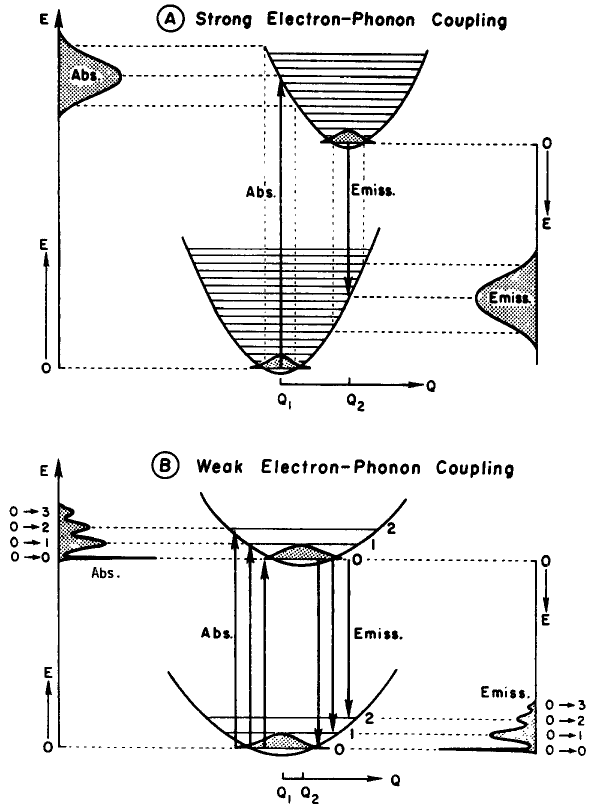 A Strong Electron-Phonon Coupling
E
Abs.
0
Abs.
Emiss.
E
E
Emiss.
0
Q
Q1 Q2
B Weak Electron-Phonon Coupling
E
0 → 3
0 → 2
0 → 1
0 → 0
Abs.
2
1
0
0
Abs.
Emiss.
E
E
Emiss.
0 → 3
0 → 2
0 → 1
0 → 0
2
1
0
0
Q
Q1 Q2